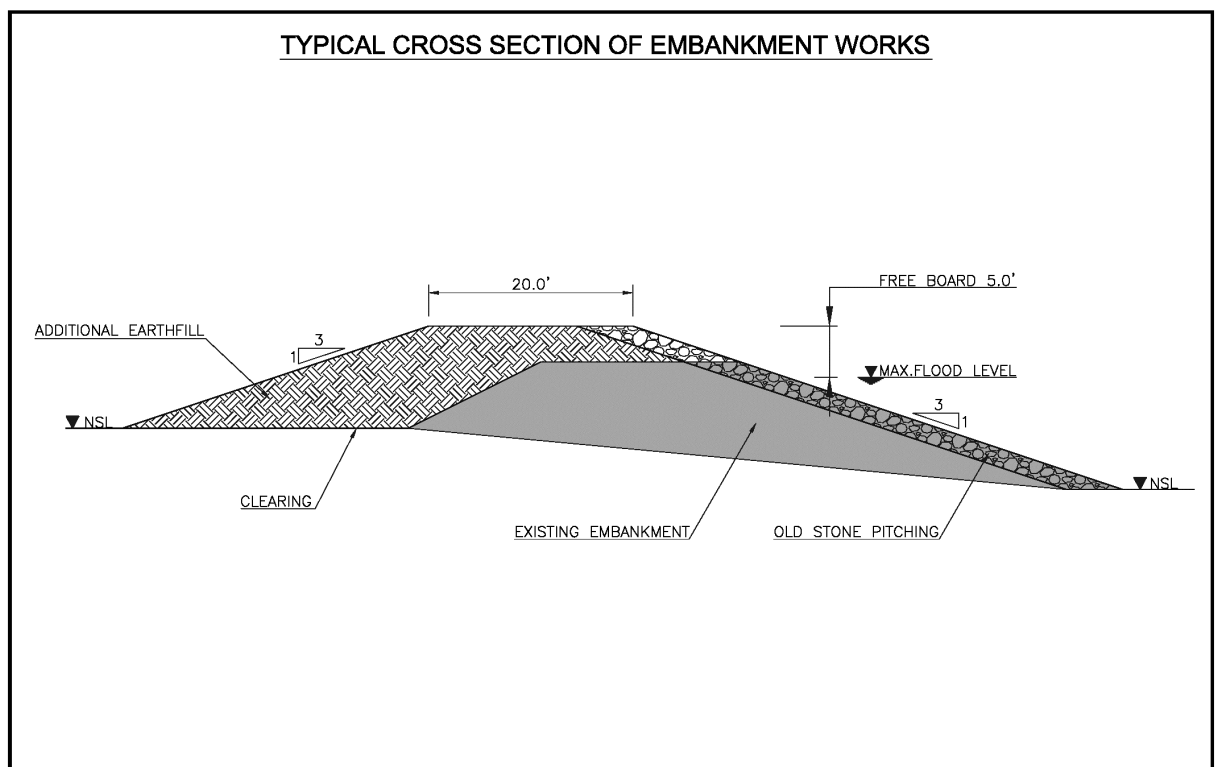 TYPICAL CROSS SECTION OF EMBANKMENT WORKS
20.0'
FREE BOARD 5.0'
ADDITIONAL EARTHFILL
3
1
MAX.FLOOD LEVEL
3
1
NSL
NSL
CLEARING
EXISTING EMBANKMENT
OLD STONE PITCHING